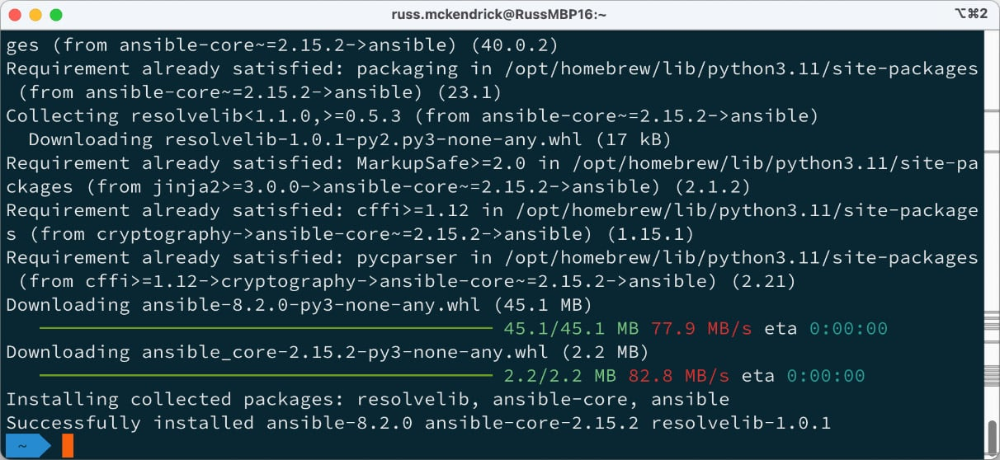 russ.mckendrick@RussMBP16:~
⌥⌘2
ges (from ansible-core~=2.15.2->ansible) (40.0.2)
Requirement already satisfied: packaging in /opt/homebrew/lib/python3.11/site-packages
 (from ansible-core~=2.15.2->ansible) (23.1)
Collecting resolvelib<1.1.0,>=0.5.3 (from ansible-core~=2.15.2->ansible)
  Downloading resolvelib-1.0.1-py2.py3-none-any.whl (17 kB)
Requirement already satisfied: MarkupSafe>=2.0 in /opt/homebrew/lib/python3.11/site-pa
ckages (from jinja2>=3.0.0->ansible-core~=2.15.2->ansible) (2.1.2)
Requirement already satisfied: cffi>=1.12 in /opt/homebrew/lib/python3.11/site-package
s (from cryptography->ansible-core~=2.15.2->ansible) (1.15.1)
Requirement already satisfied: pycparser in /opt/homebrew/lib/python3.11/site-packages
 (from cffi>=1.12->cryptography->ansible-core~=2.15.2->ansible) (2.21)
Downloading ansible-8.2.0-py3-none-any.whl (45.1 MB)
45.1/45.1 MB 77.9 MB/s eta 0:00:00
Downloading ansible_core-2.15.2-py3-none-any.whl (2.2 MB)
2.2/2.2 MB 82.8 MB/s eta 0:00:00
Installing collected packages: resolvelib, ansible-core, ansible
Successfully installed ansible-8.2.0 ansible-core-2.15.2 resolvelib-1.0.1
~